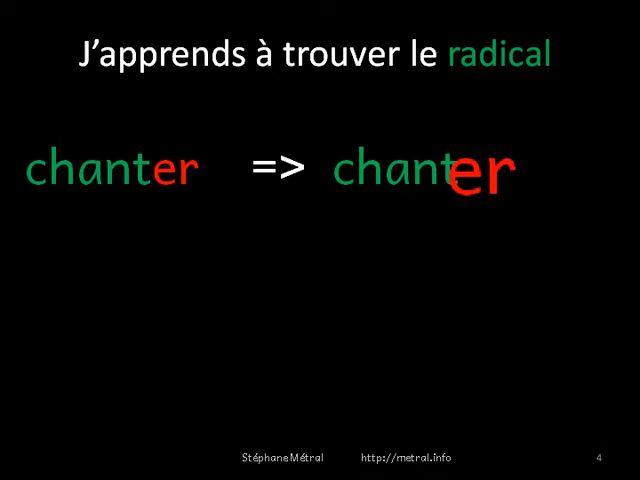 J’apprends à trouver le radical
chanter => chanter
Stéphane Métral http://metral.info 4